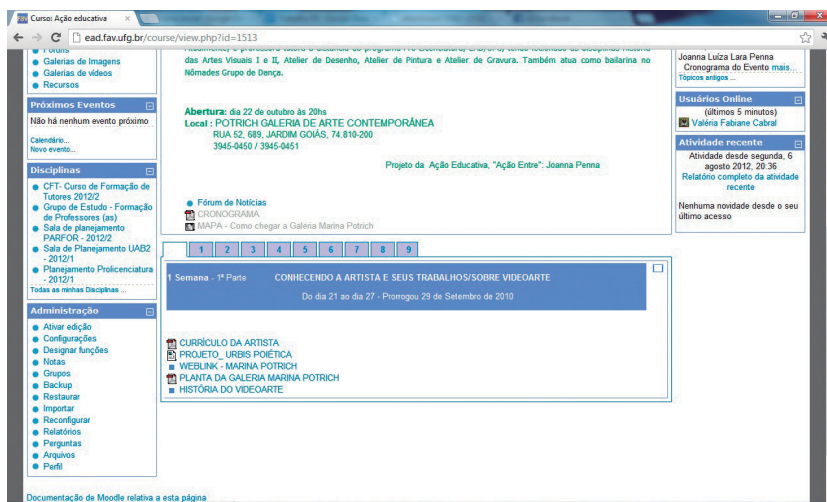 Curso: Ação educativa
ead.fav.ufg.br/course/view.php?id=1513
Fóruns
Galerias de Imagens
Galerias de vídeos
Recursos
Próximos Eventos
Não há nenhum evento próximo
Calendário...
Novo evento...
Disciplinas
CFT- Curso de Formação de
Tutores 2012/2
Grupo de Estudo - Formação
de Professores (as)
Sala de planejamento
PARFOR - 2012/2
Sala de Planejamento UAB2
- 2012/1
Planejamento Prolicenciatura
- 2012/1
Todas as minhas Disciplinas ...
Administração
Ativar edição
Configurações
Designar funções
Notas
Grupos
Backup
Restaurar
Importar
Reconfigurar
Relatórios
Perguntas
Arquivos
Perfil
das Artes Visuais I e II, Atelier de Desenho, Atelier de Pintura e Atelier de Gravura. Também atua como bailarina no
Nômades Grupo de Dança.
Abertura: dia 22 de outubro às 20hs
Local : POTRICH GALERIA DE ARTE CONTEMPORÂNEA
RUA 52, 689, JARDIM GOIÁS, 74.810-200
3945-0450 / 3945-0451
Projeto da Ação Educativa, "Ação Entre": Joanna Penna
Fórum de Notícias
CRONOGRAMA
MAPA - Como chegar a Galeria Marina Potrich
1 2 3 4 5 6 7 8 9
1 Semana - 1ª Parte CONHECENDO A ARTISTA E SEUS TRABALHOS/SOBRE VIDEOARTE
Do dia 21 ao dia 27 - Prorrogou 29 de Setembro de 2010
CURRÍCULO DA ARTISTA
PROJETO_ URBIS POIÉTICA
WEBLINK - MARINA POTRICH
PLANTA DA GALERIA MARINA POTRICH
HISTÓRIA DO VIDEOARTE
Joanna Luíza Lara Penna
Cronograma do Evento mais...
Tópicos antigos ...
Usuários Online
(últimos 5 minutos)
Valéria Fabiane Cabral
Atividade recente
Atividade desde segunda, 6
agosto 2012, 20:36
Relatório completo da atividade
recente
Nenhuma novidade desde o seu
último acesso
Documentação de Moodle relativa a esta página